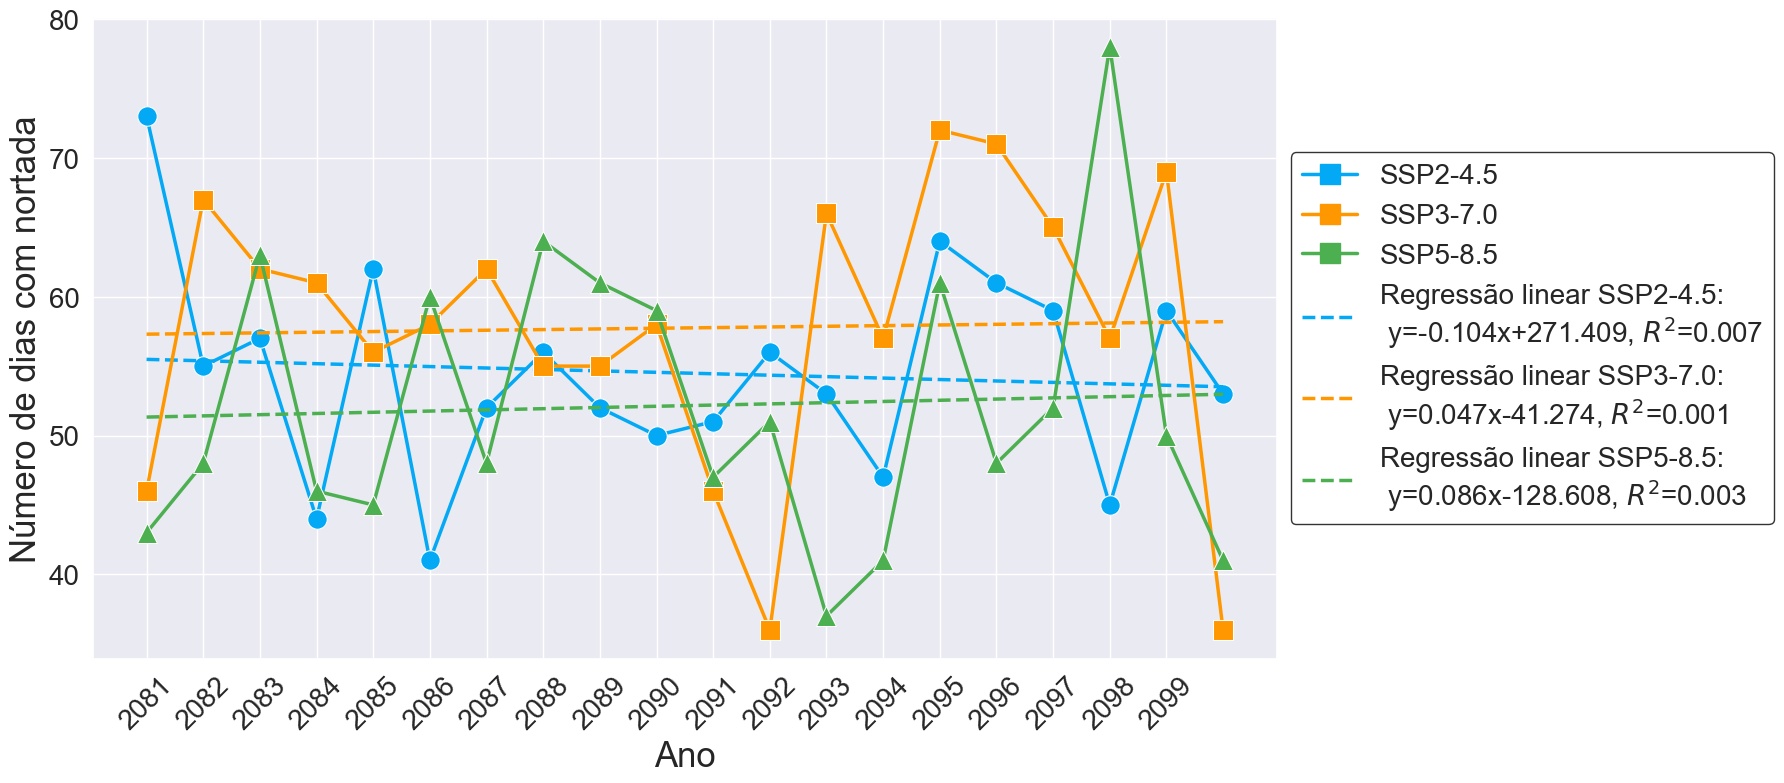 80
70
60
50
40
Número de dias com nortada
2081
2082
2083
2084
2085
2086
2087
2088
2089
2090
2091
2092
2093
2094
2095
2096
2097
2098
2099
Ano
SSP2-4.5
SSP3-7.0
SSP5-8.5
Regressão linear SSP2-4.5:
y=-0.104x+271.409, R²=0.007
Regressão linear SSP3-7.0:
y=0.047x-41.274, R²=0.001
Regressão linear SSP5-8.5:
y=0.086x-128.608, R²=0.003